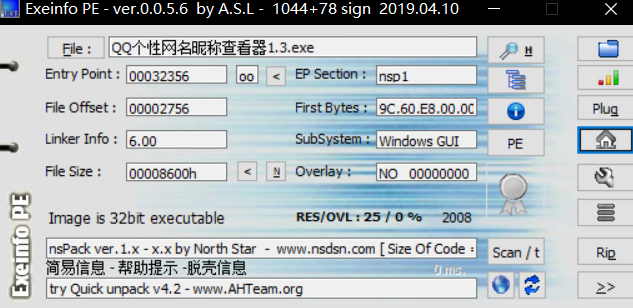 Exeinfo PE - ver.0.0.5.6 by A.S.L - 1044+78 sign 2019.04.10
File : QQ个性网名昵称查看器1.3.exe H
Entry Point : 00032356 oo < EP Section : nsp1
File Offset : 00002756 First Bytes : 9C.60.E8.00.00 Plug
Linker Info : 6.00 SubSystem : Windows GUI PE
File Size : 00008600h < N Overlay : NO 00000000
Image is 32bit executable RES/OVL : 25 / 0 % 2008
Exeinfo PE
nsPack ver.1.x - x.x by North Star - www.nsdsn.com [ Size Of Code = Scan / t Rip
简易信息 - 帮助提示 -脱壳信息 0 ms.
try Quick unpack v4.2 - www.AHTeam.org >>